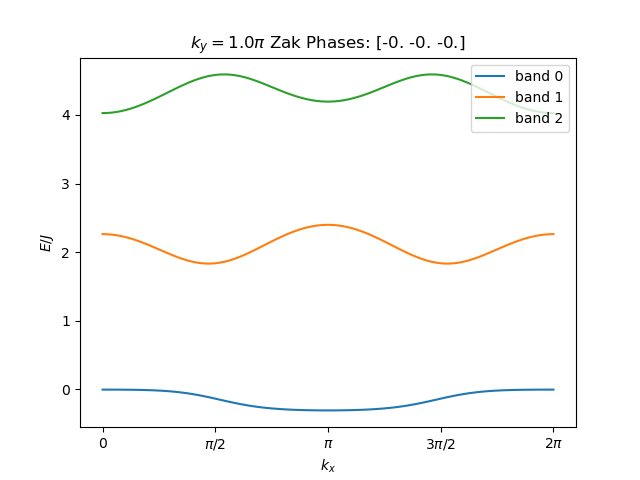 $k_y = 1.0\pi$ Zak Phases: [-0. -0. -0.]
band 0
band 1
band 2
4
3
2
1
0
E/J
0 π/2 π 3π/2 2π
$k_x$